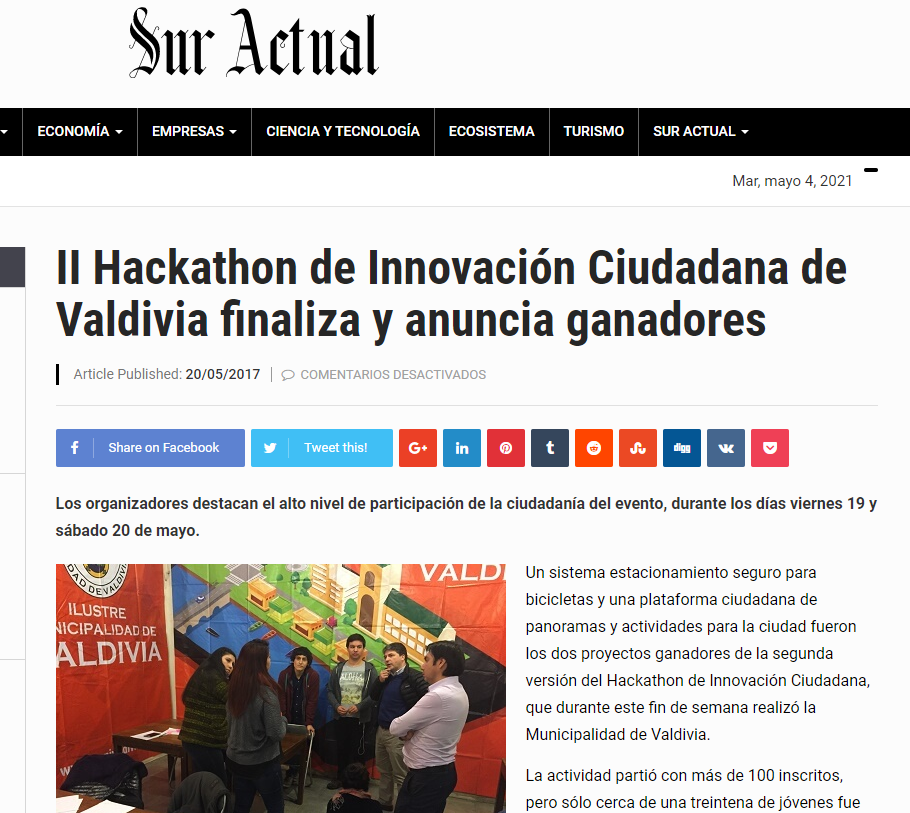 Sur Actual
ECONOMÍA
EMPRESAS
CIENCIA Y TECNOLOGÍA
ECOSISTEMA
TURISMO
SUR ACTUAL
Mar, mayo 4, 2021
II Hackathon de Innovación Ciudadana de
Valdivia finaliza y anuncia ganadores
Article Published: 20/05/2017
COMENTARIOS DESACTIVADOS
Share on Facebook
Tweet this!
G+
in
t
digg
Los organizadores destacan el alto nivel de participación de la ciudadanía del evento, durante los días viernes 19 y
sábado 20 de mayo.
DAD DE VALDIVI
ILUSTRE
NICIPALIDAD DE
ALDIVIA
VALDI
Un sistema estacionamiento seguro para
bicicletas y una plataforma ciudadana de
panoramas y actividades para la ciudad fueron
los dos proyectos ganadores de la segunda
versión del Hackathon de Innovación Ciudadana,
que durante este fin de semana realizó la
Municipalidad de Valdivia.
La actividad partió con más de 100 inscritos,
pero sólo cerca de una treintena de jóvenes fue